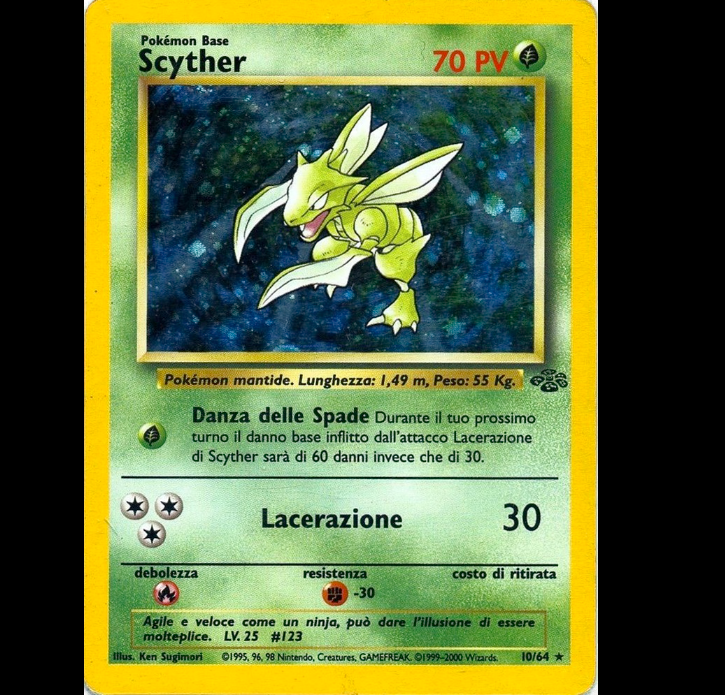 Pokémon Base
Scyther 70 PV
Pokémon mantide. Lunghezza: 1,49 m, Peso: 55 Kg.
Danza delle Spade Durante il tuo prossimo
turno il danno base inflitto dall'attacco Lacerazione
di Scyther sarà di 60 danni invece che di 30.
Lacerazione 30
debolezza resistenza costo di ritirata
-30
Agile e veloce come un ninja, può dare l'illusione di essere
molteplice. LV. 25 #123
Illus. Ken Sugimori ©1995, 96, 98 Nintendo, Creatures, GAMEFREAK. ©1999-2000 Wizards. 10/64 ★